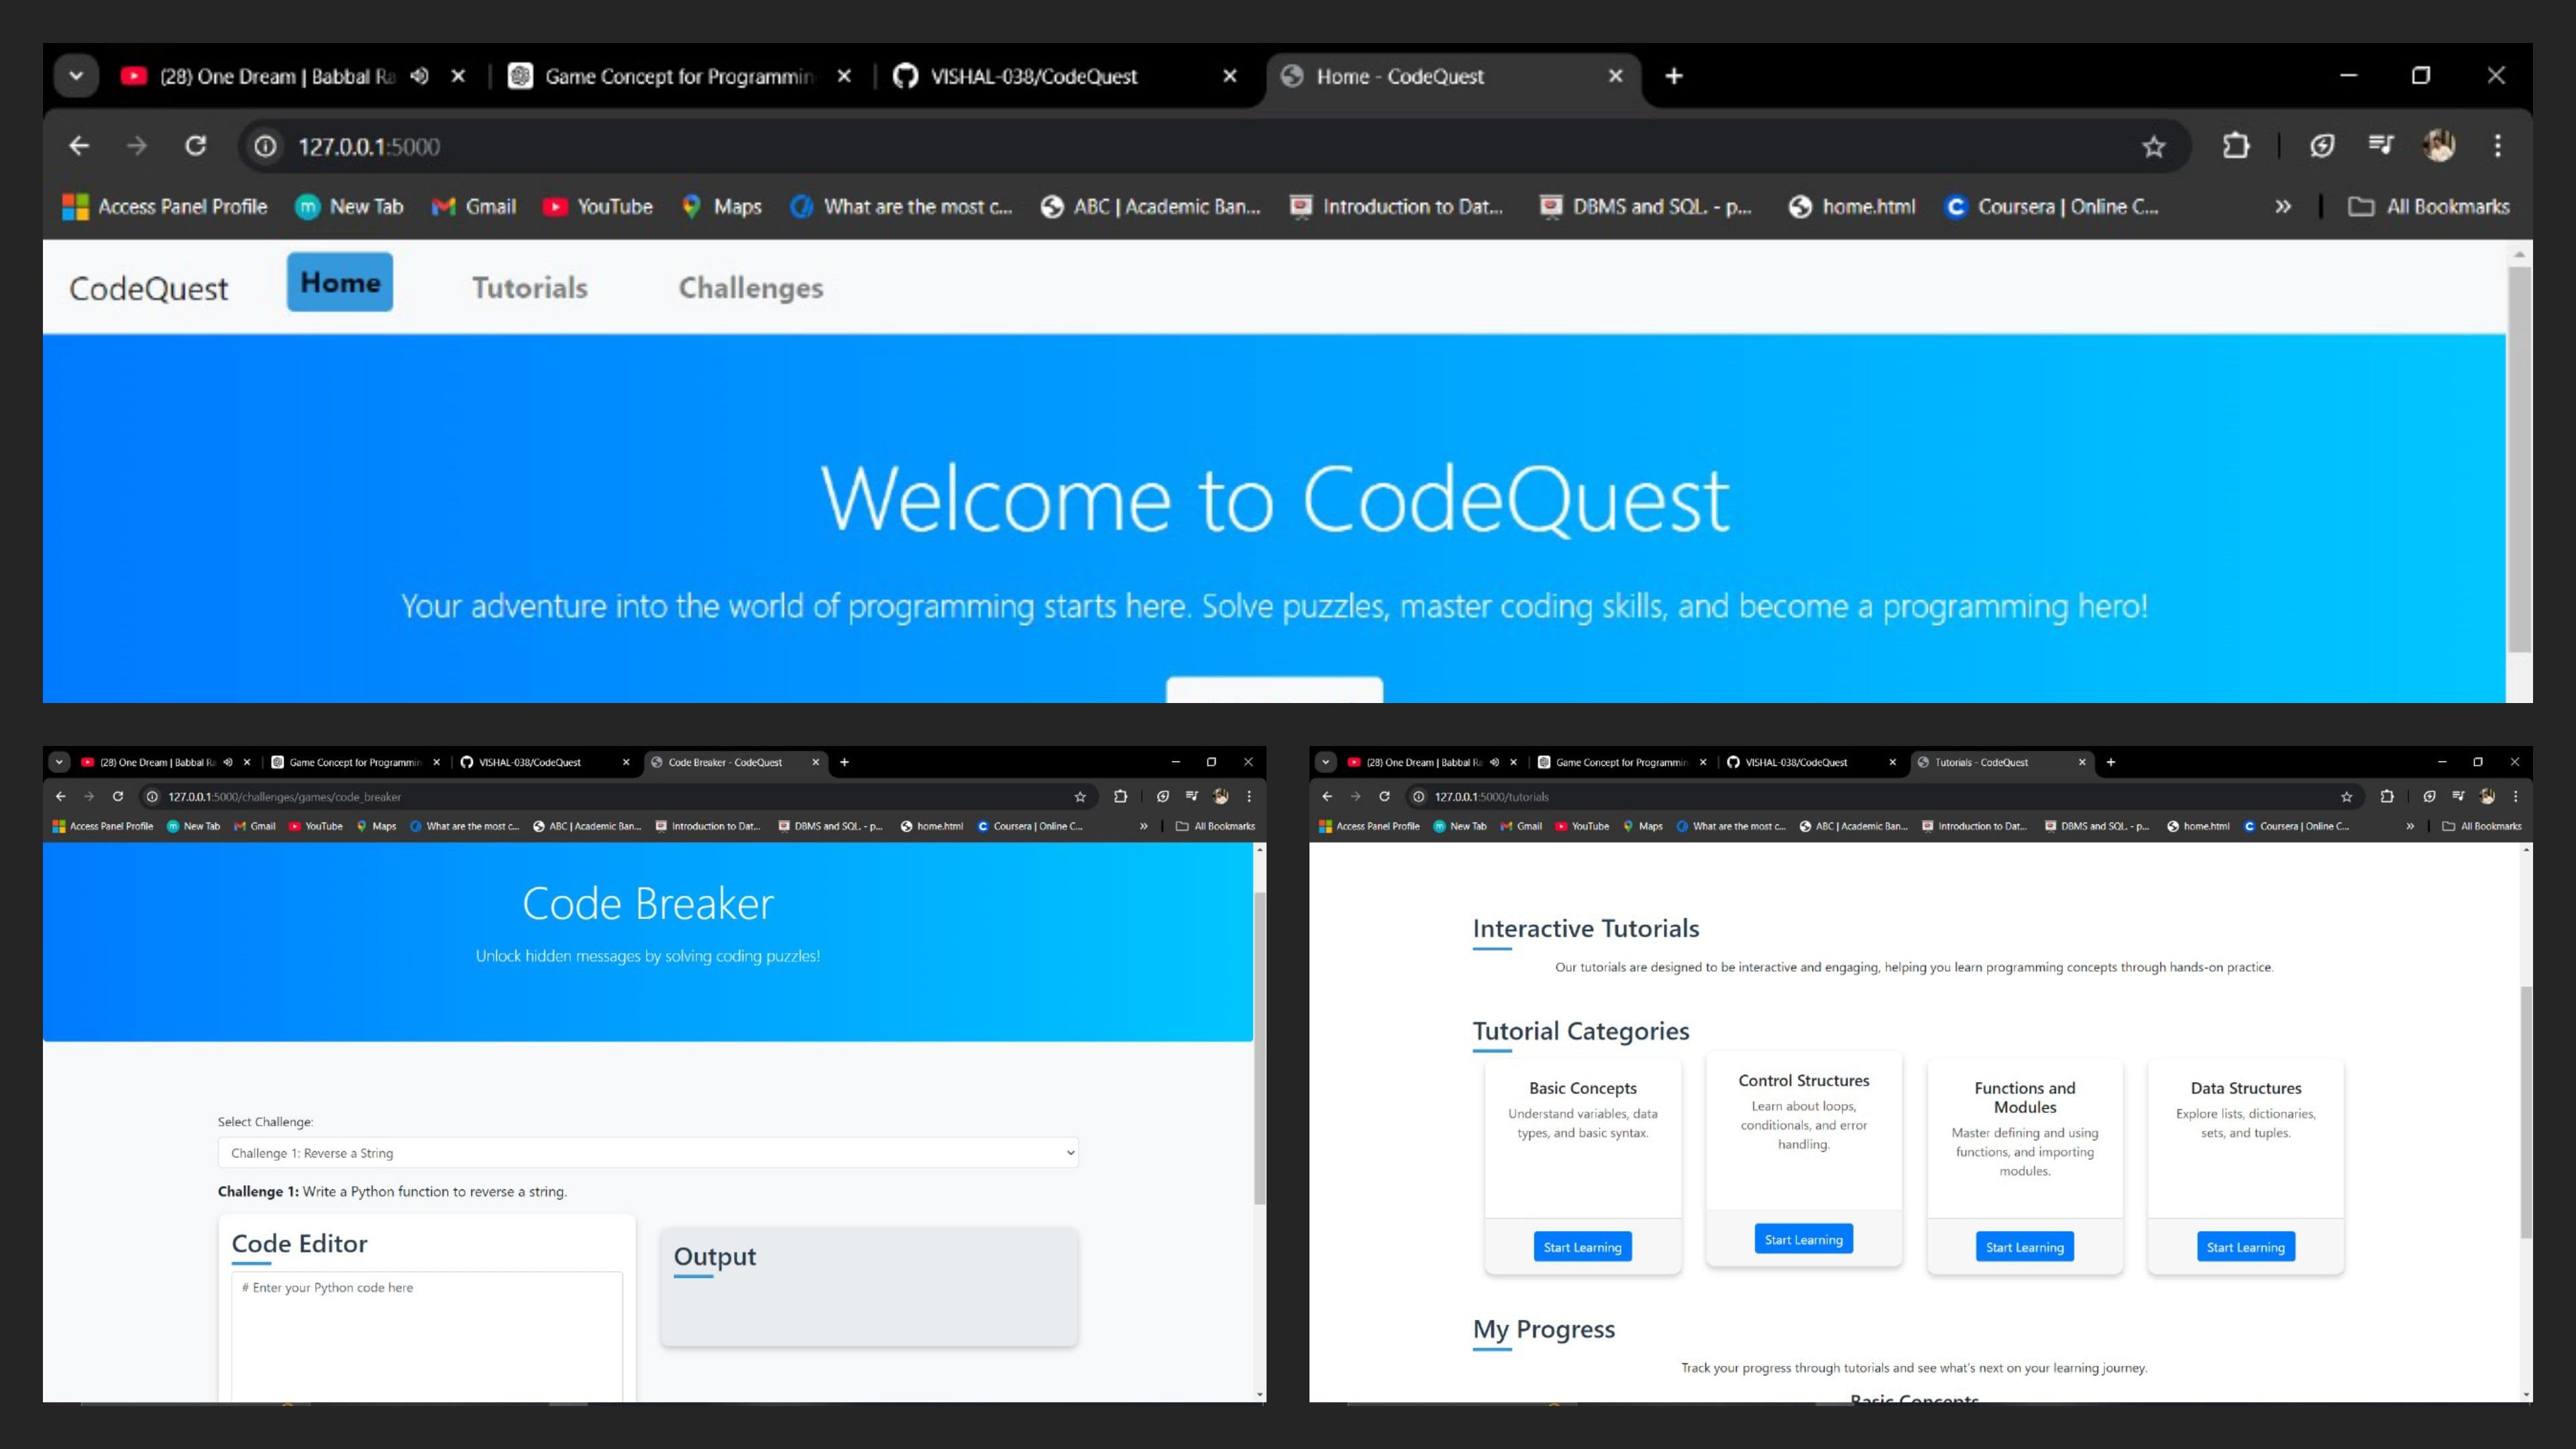 (28) One Dream | Babbal Ra
Game Concept for Programmin
VISHAL-038/CodeQuest
Home - CodeQuest
127.0.0.1:5000
Access Panel Profile New Tab Gmail YouTube Maps What are the most c... ABC | Academic Ban... Introduction to Dat... DBMS and SQL. - p... home.html Coursera | Online C... » All Bookmarks
CodeQuest Home Tutorials Challenges
Welcome to CodeQuest
Your adventure into the world of programming starts here. Solve puzzles, master coding skills, and become a programming hero!
(28) One Dream | Babbal Ra
Game Concept for Programmin
VISHAL-038/CodeQuest
Code Breaker - CodeQuest
127.0.0.1:5000/challenges/games/code_breaker
Access Panel Profile New Tab Gmail YouTube Maps What are the most c... ABC | Academic Ban... Introduction to Dat... DBMS and SQL. - p... home.html Coursera | Online C... » All Bookmarks
Code Breaker
Unlock hidden messages by solving coding puzzles!
Select Challenge:
Challenge 1: Reverse a String
Challenge 1: Write a Python function to reverse a string.
Code Editor
# Enter your Python code here
Output
(28) One Dream | Babbal Ra
Game Concept for Programmin
VISHAL-038/CodeQuest
Tutorials - CodeQuest
127.0.0.1:5000/tutorials
Access Panel Profile New Tab Gmail YouTube Maps What are the most c... ABC | Academic Ban... Introduction to Dat... DBMS and SQL. - p... home.html Coursera | Online C... » All Bookmarks
Interactive Tutorials
Our tutorials are designed to be interactive and engaging, helping you learn programming concepts through hands-on practice.
Tutorial Categories
Basic Concepts
Understand variables, data
types, and basic syntax.
Start Learning
Control Structures
Learn about loops,
conditionals, and error
handling.
Start Learning
Functions and
Modules
Master defining and using
functions, and importing
modules.
Start Learning
Data Structures
Explore lists, dictionaries,
sets, and tuples.
Start Learning
My Progress
Track your progress through tutorials and see what's next on your learning journey.
Basic Concepts